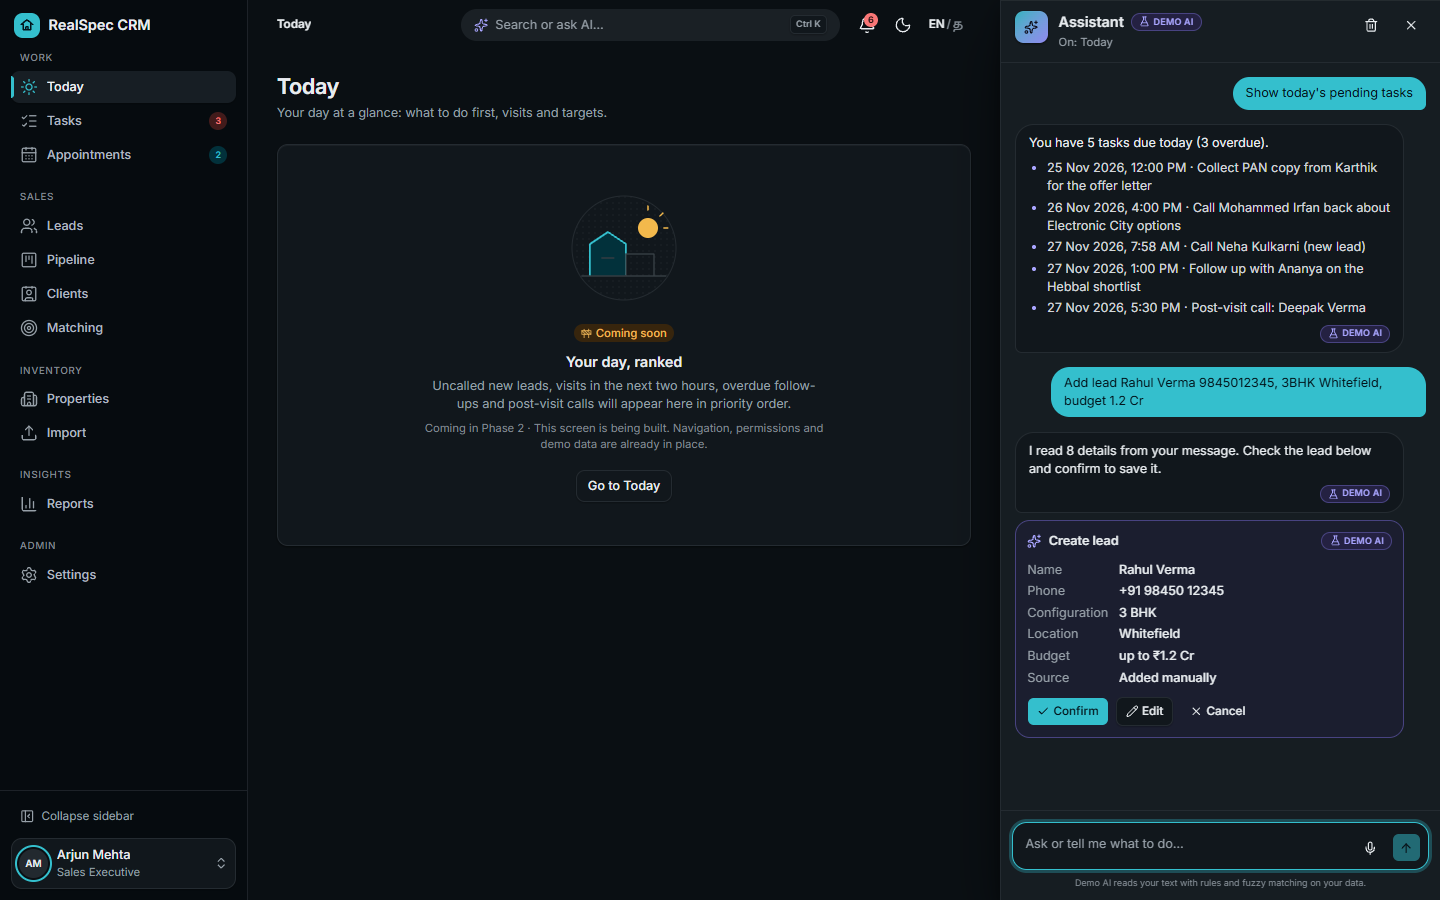 RealSpec CRM
WORK
Today
Tasks
3
Appointments
2
SALES
Leads
Pipeline
Clients
Matching
INVENTORY
Properties
Import
INSIGHTS
Reports
ADMIN
Settings
Collapse sidebar
AM
Arjun Mehta
Sales Executive
Today
Search or ask AI...
Ctrl K
6
EN / த
Today
Your day at a glance: what to do first, visits and targets.
Coming soon
Your day, ranked
Uncalled new leads, visits in the next two hours, overdue follow-
ups and post-visit calls will appear here in priority order.
Coming in Phase 2 · This screen is being built. Navigation, permissions and
demo data are already in place.
Go to Today
Assistant
DEMO AI
On: Today
Show today's pending tasks
You have 5 tasks due today (3 overdue).
• 25 Nov 2026, 12:00 PM · Collect PAN copy from Karthik
for the offer letter
• 26 Nov 2026, 4:00 PM · Call Mohammed Irfan back about
Electronic City options
• 27 Nov 2026, 7:58 AM · Call Neha Kulkarni (new lead)
• 27 Nov 2026, 1:00 PM · Follow up with Ananya on the
Hebbal shortlist
• 27 Nov 2026, 5:30 PM · Post-visit call: Deepak Verma
DEMO AI
Add lead Rahul Verma 9845012345, 3BHK Whitefield,
budget 1.2 Cr
I read 8 details from your message. Check the lead below
and confirm to save it.
DEMO AI
Create lead
DEMO AI
Name Rahul Verma
Phone +91 98450 12345
Configuration 3 BHK
Location Whitefield
Budget up to ₹1.2 Cr
Source Added manually
Confirm
Edit
Cancel
Ask or tell me what to do...
Demo AI reads your text with rules and fuzzy matching on your data.